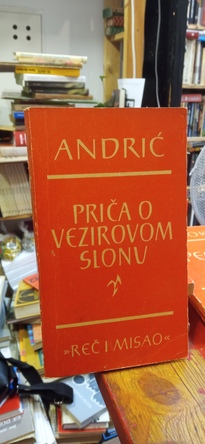 ANDRIĆ
PRIČA O
VEZIROVOM
SLONU
»REČ I MISAO«